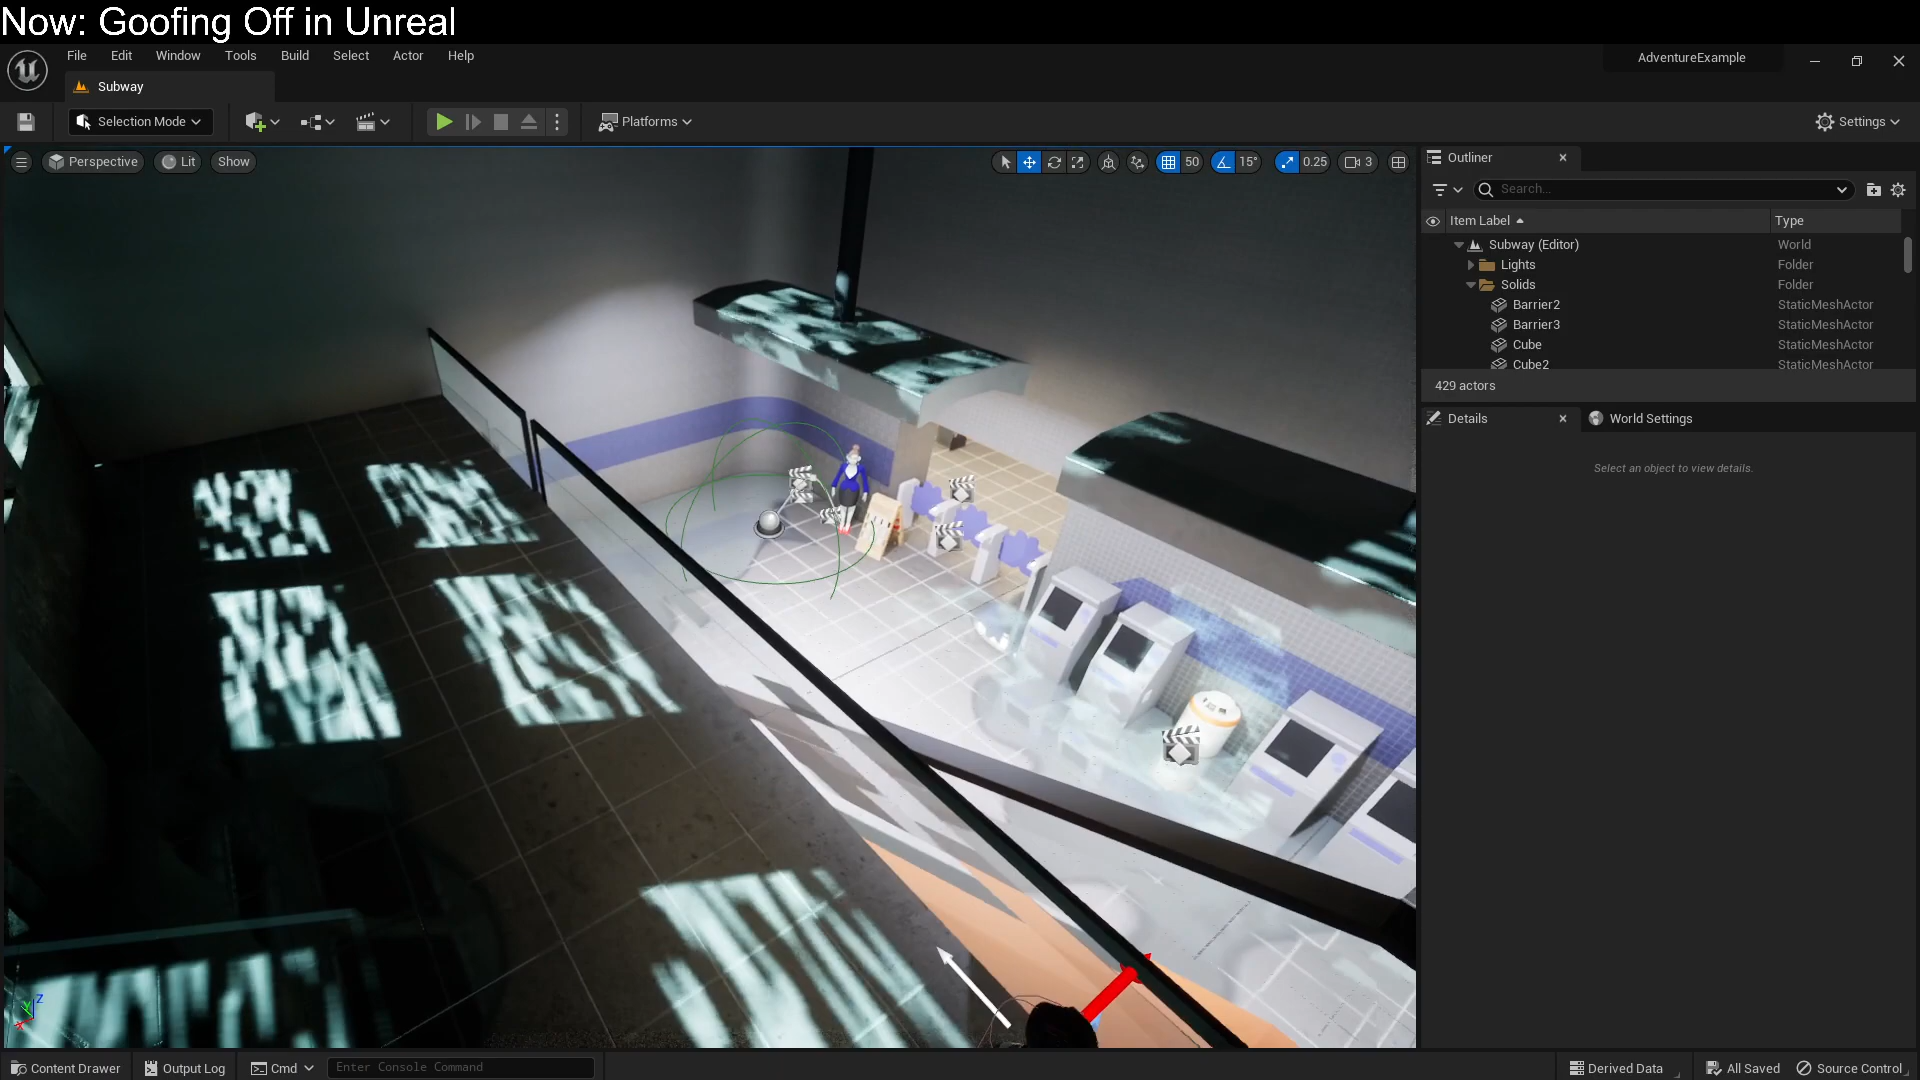 Now: Goofing Off in Unreal
File Edit Window Tools Build Select Actor Help
AdventureExample
Subway
Selection Mode
Platforms
Settings
Perspective Lit Show
50 15° 0.25 3
Outliner
Search...
Item Label Type
Subway (Editor) World
Lights Folder
Solids Folder
Barrier2 StaticMeshActor
Barrier3 StaticMeshActor
Cube StaticMeshActor
Cube2 StaticMeshActor
429 actors
Details World Settings
Select an object to view details.
Z
Content Drawer Output Log Cmd Enter Console Command Derived Data All Saved Source Control